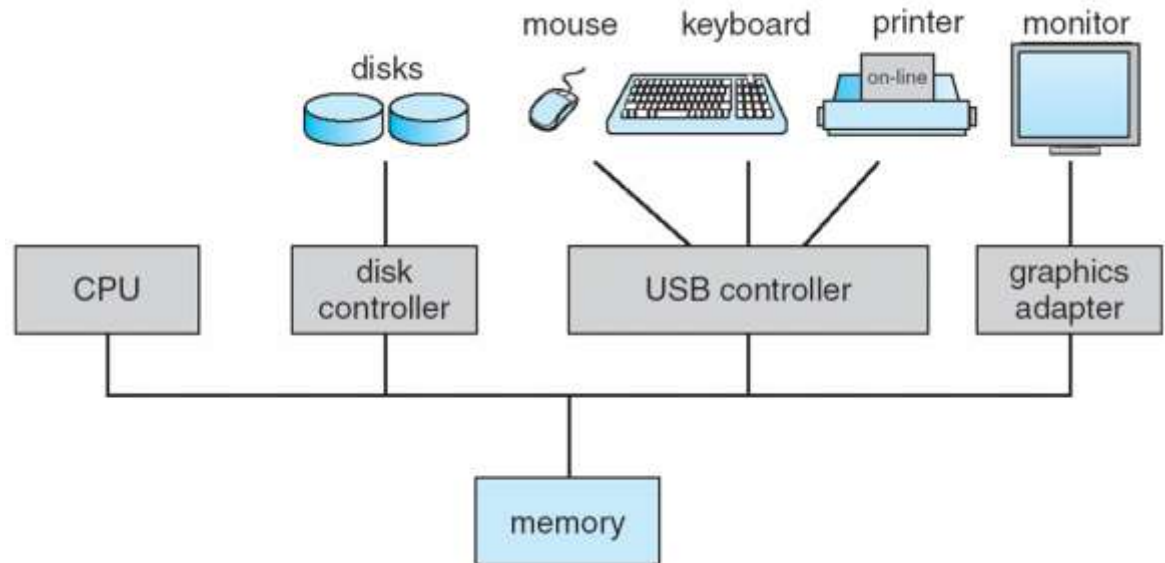 mouse keyboard printer monitor
disks
on-line
CPU
disk
controller
USB controller
graphics
adapter
memory